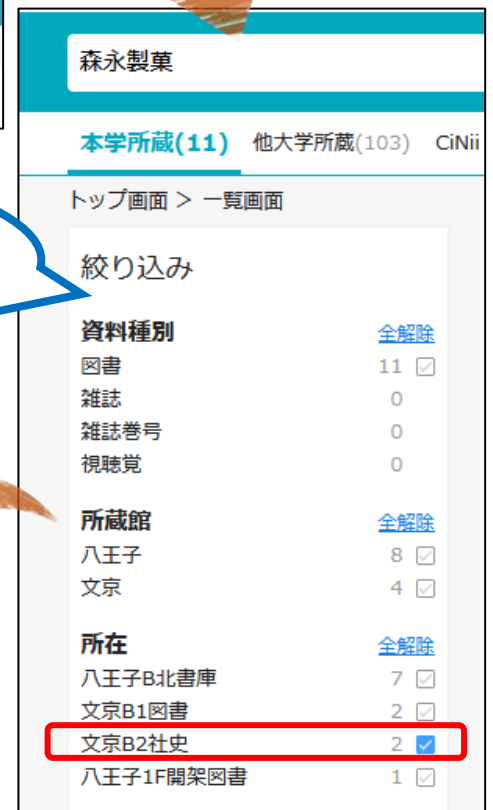 森永製菓
本学所蔵(11) 他大学所蔵(103) CiNii
トップ画面 > 一覧画面
絞り込み
資料種別 全解除
図書 11
雑誌 0
雑誌巻号 0
視聴覚 0
所蔵館 全解除
八王子 8
文京 4
所在 全解除
八王子B北書庫 7
文京B1図書 2
文京B2社史 2
八王子1F開架図書 1